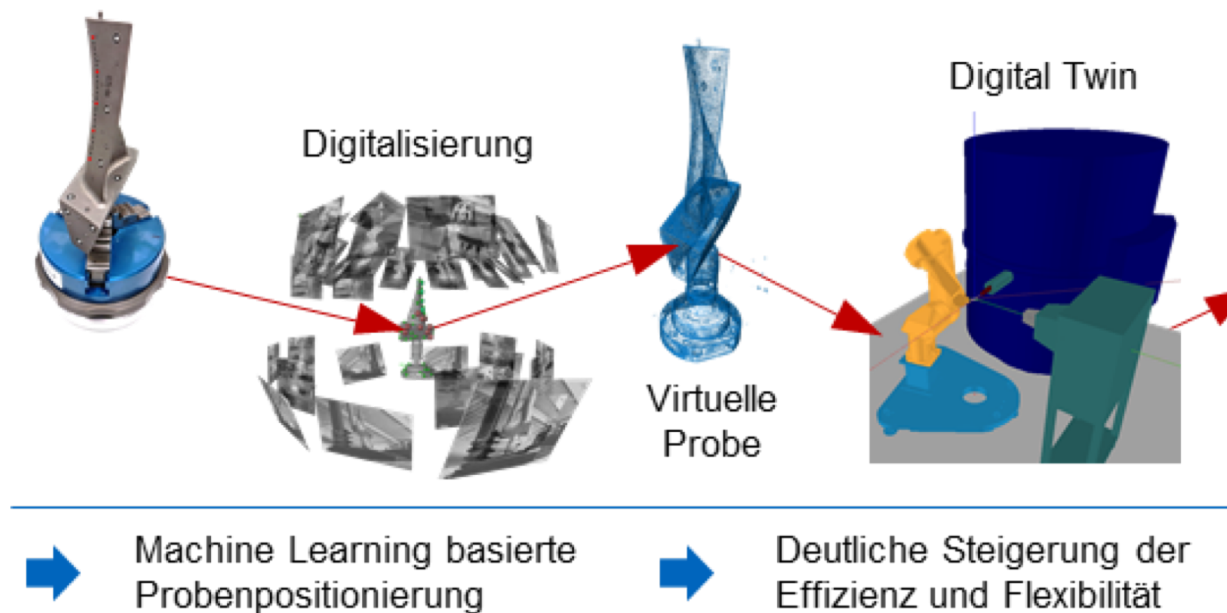 Digital Twin
Digitalisierung
Virtuelle
Probe
Machine Learning basierte
Probenpositionierung
Deutliche Steigerung der
Effizienz und Flexibilität